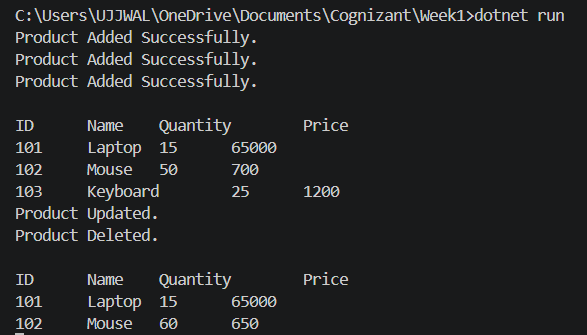 C:\Users\UJJWAL\OneDrive\Documents\Cognizant\Week1>dotnet run
Product Added Successfully.
Product Added Successfully.
Product Added Successfully.
ID Name Quantity Price
101 Laptop 15 65000
102 Mouse 50 700
103 Keyboard 25 1200
Product Updated.
Product Deleted.
ID Name Quantity Price
101 Laptop 15 65000
102 Mouse 60 650